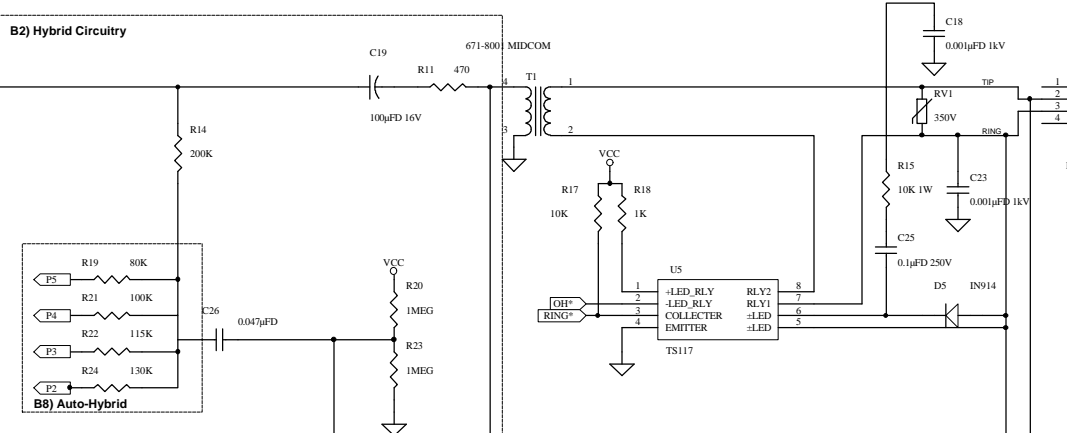 B2) Hybrid Circuitry
C19
671-8001 MIDCOM
C18
0.001µFD 1kV
R11 470
100µFD 16V
4 T1 1
3 2
TIP
RV1
350V
RING
1
2
3
4
R14
200K
VCC
R17 R18
10K 1K
R15
10K 1W
C23
0.001µFD 1kV
C25
0.1µFD 250V
R19 80K
P5
R21 100K
P4
R22 115K
P3
R24 130K
P2
B8) Auto-Hybrid
C26
0.047µFD
VCC
R20
1MEG
R23
1MEG
U5
1 +LED_RLY RLY2 8
OH* 2 -LED_RLY RLY1 7
RING* 3 COLLECTER ±LED 6
4 EMITTER ±LED 5
TS117
D5 IN914